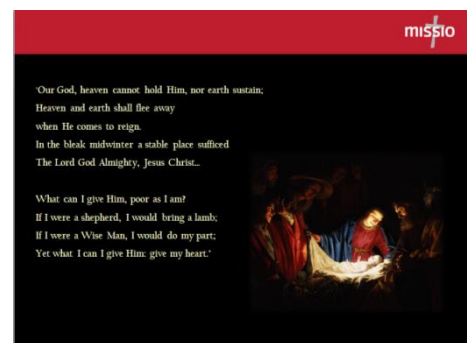 missio
'Our God, heaven cannot hold Him, nor earth sustain;
Heaven and earth shall flee away
when He comes to reign.
In the bleak midwinter a stable place sufficed
The Lord God Almighty, Jesus Christ...
What can I give Him, poor as I am?
If I were a shepherd, I would bring a lamb;
If I were a Wise Man, I would do my part;
Yet what I can I give Him: give my heart.'